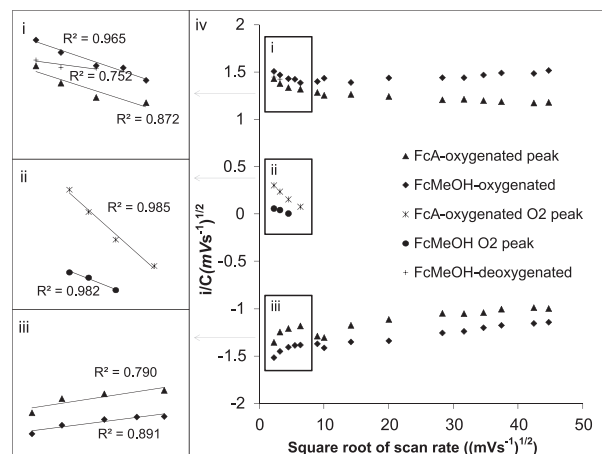 i
R² = 0.965
R² = 0.752
R² = 0.872
ii
R² = 0.985
R² = 0.982
iii
R² = 0.790
R² = 0.891
iv
2
1.5
1
0.5
0
-0.5
-1
-1.5
-2
i/C(mVs⁻¹)¹/²
i
ii
iii
FcA-oxygenated peak
FcMeOH-oxygenated
FcA-oxygenated O2 peak
FcMeOH O2 peak
FcMeOH-deoxygenated
0 10 20 30 40 50
Square root of scan rate ((mVs⁻¹)¹/²)